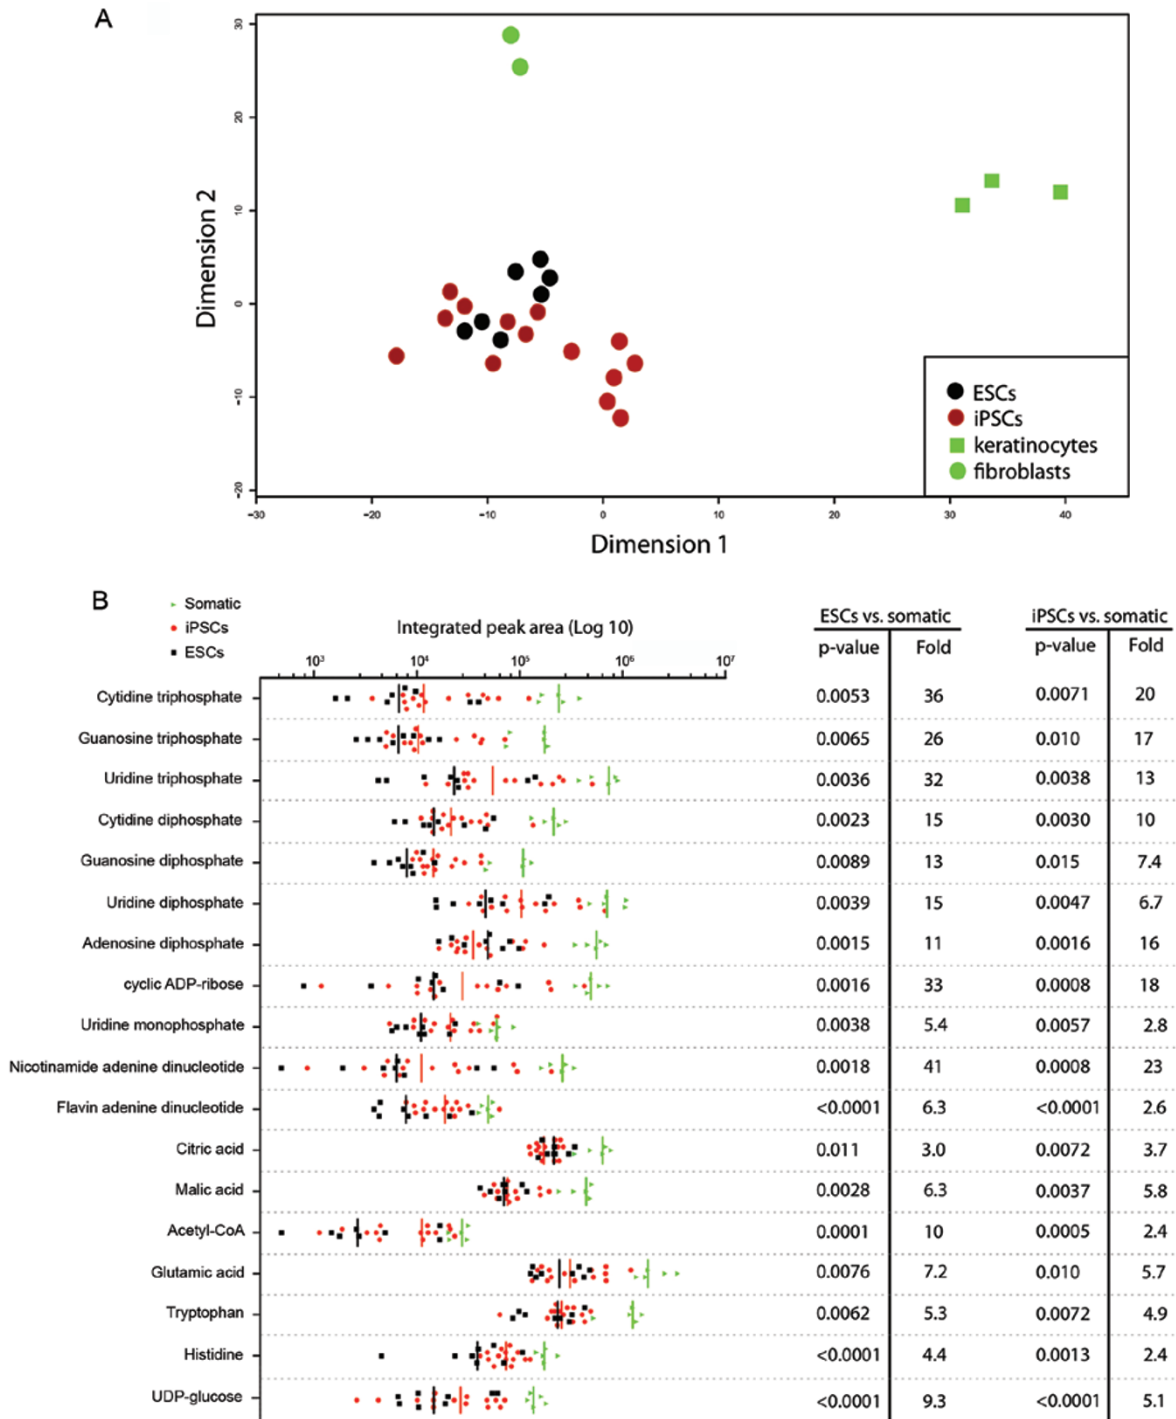 A
30
20
10
0
−10
−20
Dimension 2
−30 −20 −10 0 10 20 30 40
Dimension 1
ESCs
iPSCs
keratinocytes
fibroblasts
B
Somatic
iPSCs
ESCs
Integrated peak area (Log 10)
10³ 10⁴ 10⁵ 10⁶ 10⁷
ESCs vs. somatic iPSCs vs. somatic
p-value Fold p-value Fold
Cytidine triphosphate 0.0053 36 0.0071 20
Guanosine triphosphate 0.0065 26 0.010 17
Uridine triphosphate 0.0036 32 0.0038 13
Cytidine diphosphate 0.0023 15 0.0030 10
Guanosine diphosphate 0.0089 13 0.015 7.4
Uridine diphosphate 0.0039 15 0.0047 6.7
Adenosine diphosphate 0.0015 11 0.0016 16
cyclic ADP-ribose 0.0016 33 0.0008 18
Uridine monophosphate 0.0038 5.4 0.0057 2.8
Nicotinamide adenine dinucleotide 0.0018 41 0.0008 23
Flavin adenine dinucleotide <0.0001 6.3 <0.0001 2.6
Citric acid 0.011 3.0 0.0072 3.7
Malic acid 0.0028 6.3 0.0037 5.8
Acetyl-CoA 0.0001 10 0.0005 2.4
Glutamic acid 0.0076 7.2 0.010 5.7
Tryptophan 0.0062 5.3 0.0072 4.9
Histidine <0.0001 4.4 0.0013 2.4
UDP-glucose <0.0001 9.3 <0.0001 5.1